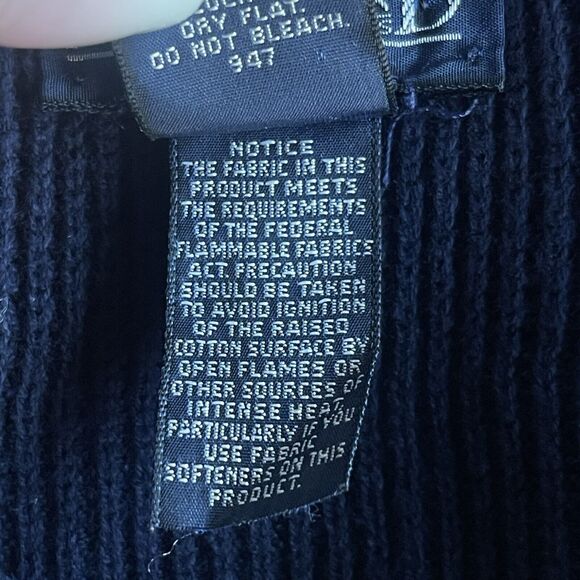 DRY FLAT.
DO NOT BLEACH.
947
NOTICE
THE FABRIC IN THIS
PRODUCT MEETS
THE REQUIREMENTS
OF THE FEDERAL
FLAMMABLE FABRICS
ACT. PRECAUTION
SHOULD BE TAKEN
TO AVOID IGNITION
OF THE RAISED
COTTON SURFACE BY
OPEN FLAMES OR
OTHER SOURCES OF
INTENSE HEAT,
PARTICULARLY IF YOU
USE FABRIC
SOFTENERS ON THIS
PRODUCT.